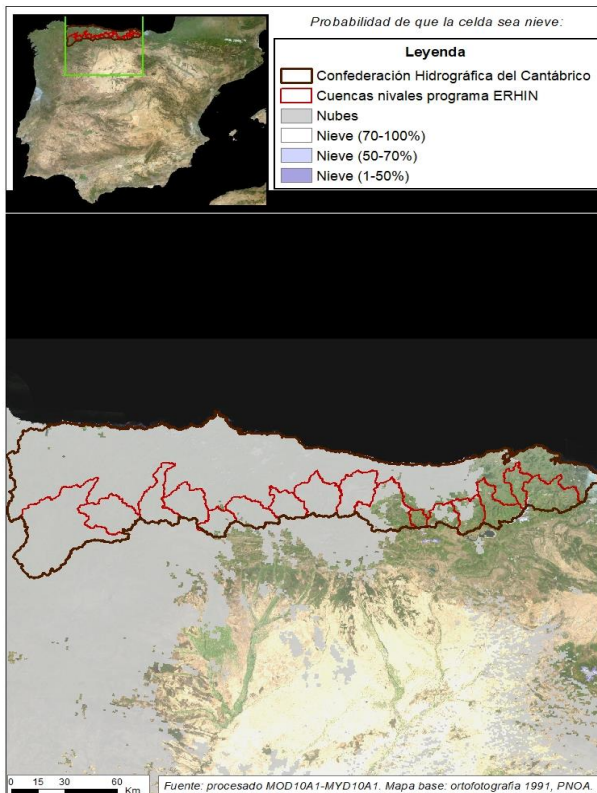 Probabilidad de que la celda sea nieve:
Leyenda
Confederación Hidrográfica del Cantábrico
Cuencas nivales programa ERHIN
Nubes
Nieve (70-100%)
Nieve (50-70%)
Nieve (1-50%)
0 15 30 60
Km
Fuente: procesado MOD10A1-MYD10A1. Mapa base: ortofotografia 1991, PNOA.